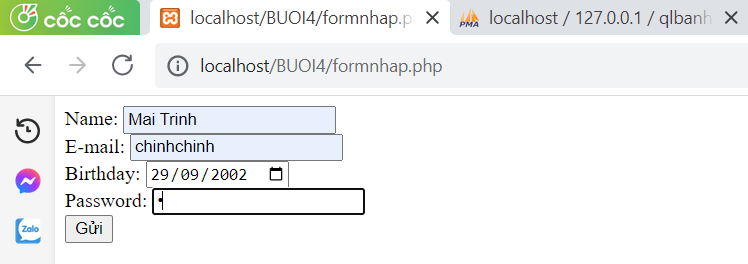 cốc cốc
localhost/BUOI4/formnhap.p
PMA
localhost / 127.0.0.1 / qlbanh
localhost/BUOI4/formnhap.php
Name: Mai Trinh
E-mail: chinhchinh
Birthday: 29/09/2002
Password: •
Zalo
Gửi